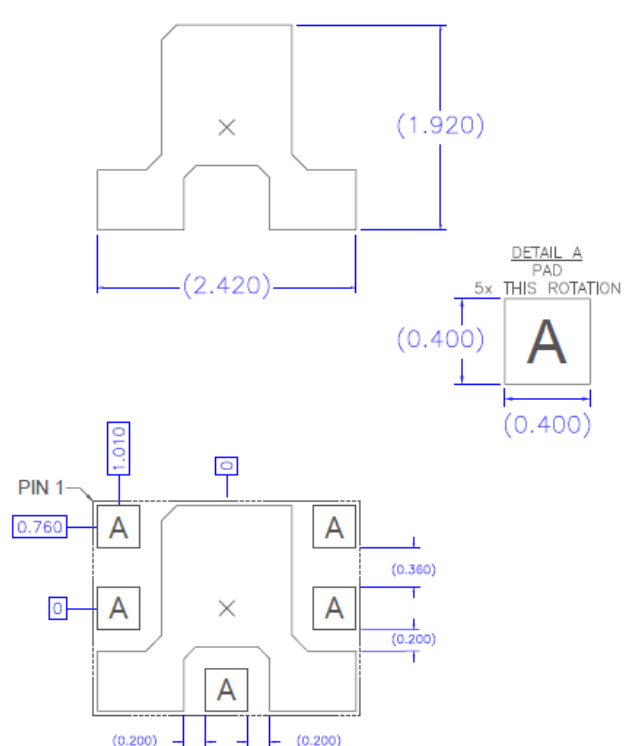 (1.920)
(2.420)
DETAIL A
PAD
5x THIS ROTATION
(0.400)
A
(0.400)
1.010
0
PIN 1
0.760
A
A
(0.360)
0
A
A
(0.200)
A
(0.200)
(0.200)